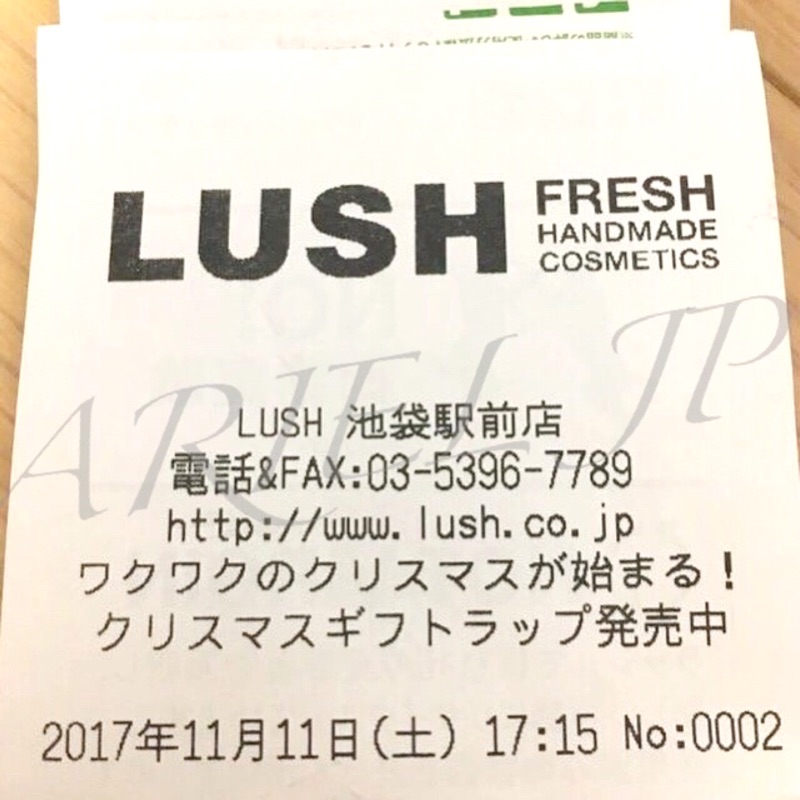 LUSH FRESH
HANDMADE
COSMETICS
ARIEL JP
LUSH 池袋駅前店
電話&FAX:03-5396-7789
http://www.lush.co.jp
ワクワクのクリスマスが始まる!
クリスマスギフトラップ発売中
2017年11月11日(土) 17:15 No:0002